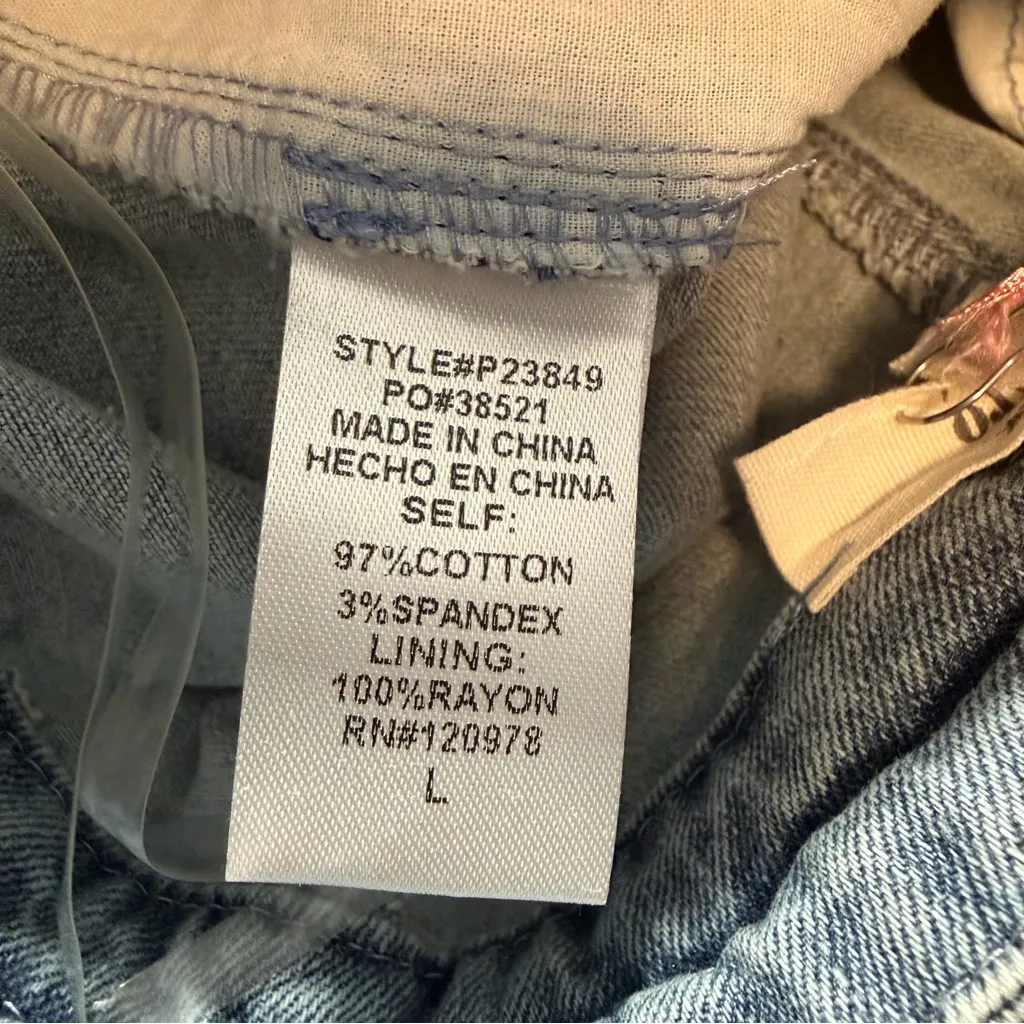 STYLE#P23849
PO#38521
MADE IN CHINA
HECHO EN CHINA
SELF:
97%COTTON
3%SPANDEX
LINING:
100%RAYON
RN#120978
L